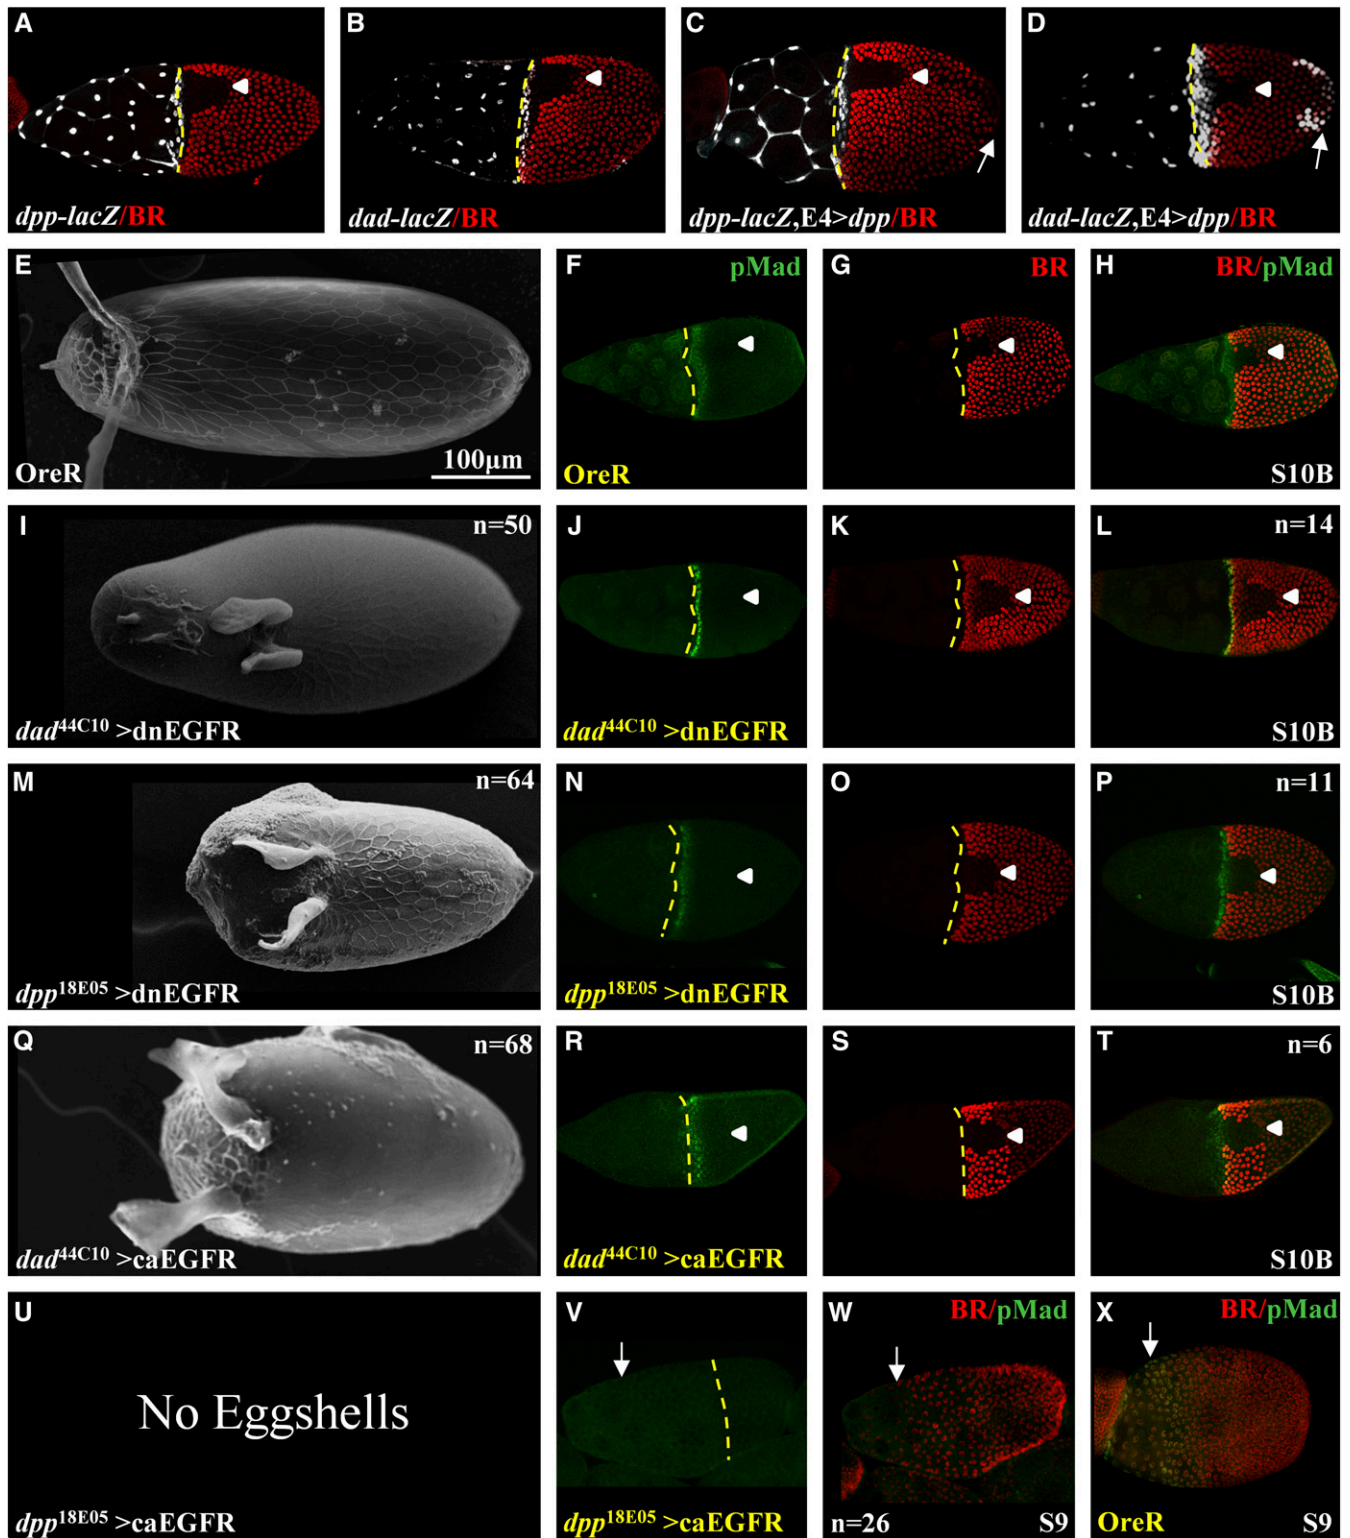 A
dpp-lacZ/BR
B
dad-lacZ/BR
C
dpp-lacZ,E4>dpp/BR
D
dad-lacZ,E4>dpp/BR
E
OreR
100μm
F
pMad
OreR
G
BR
H
BR/pMad
S10B
I
n=50
dad44C10 >dnEGFR
J
dad44C10 >dnEGFR
K
L
n=14
S10B
M
n=64
dpp18E05 >dnEGFR
N
dpp18E05 >dnEGFR
O
P
n=11
S10B
Q
n=68
dad44C10 >caEGFR
R
dad44C10 >caEGFR
S
T
n=6
S10B
U
No Eggshells
dpp18E05 >caEGFR
V
dpp18E05 >caEGFR
W
BR/pMad
n=26
S9
X
BR/pMad
OreR
S9